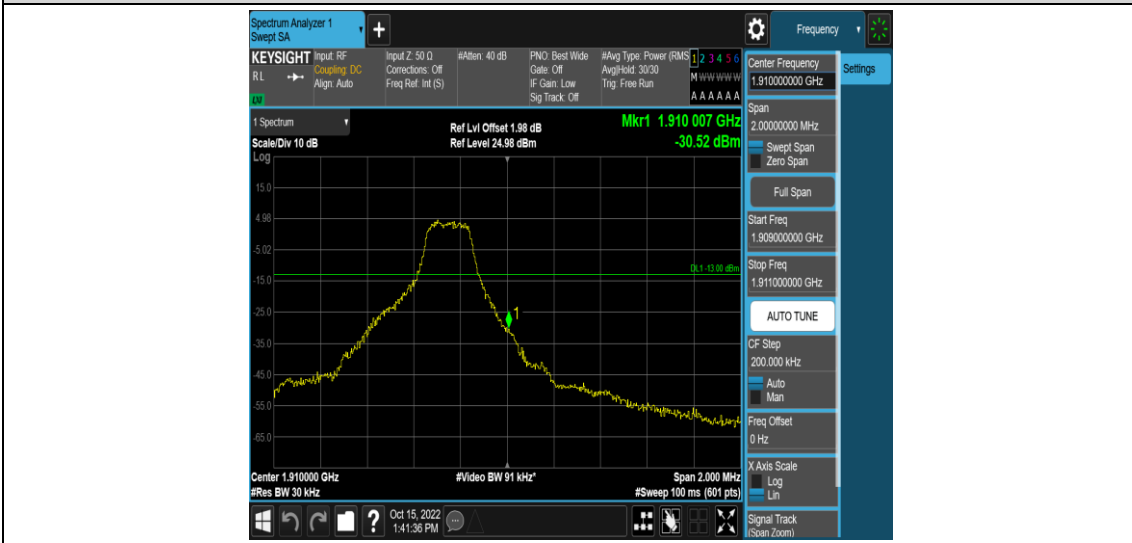 Spectrum Analyzer 1
Swept SA
+
Frequency
KEYSIGHT
RL
LXI
Input: RF
Coupling: DC
Align: Auto
Input Z: 50 Ω
Corrections: Off
Freq Ref: Int (S)
#Atten: 40 dB
PNO: Best Wide
Gate: Off
IF Gain: Low
Sig Track: Off
#Avg Type: Power (RMS
Avg|Hold: 30/30
Trig: Free Run
1 2 3 4 5 6
M W W W W W
A A A A A A
Center Frequency
1.910000000 GHz
Settings
Span
2.00000000 MHz
Swept Span
Zero Span
Full Span
Start Freq
1.909000000 GHz
Stop Freq
1.911000000 GHz
AUTO TUNE
CF Step
200.000 kHz
Auto
Man
Freq Offset
0 Hz
X Axis Scale
Log
Lin
Signal Track
(Span Zoom)
1 Spectrum
Scale/Div 10 dB
Log
Ref Lvl Offset 1.98 dB
Ref Level 24.98 dBm
Mkr1 1.910 007 GHz
-30.52 dBm
15.0
4.98
-5.02
-15.0
-25.0
-35.0
-45.0
-55.0
-65.0
DL1 -13.00 dBm
1
Center 1.910000 GHz
#Res BW 30 kHz
#Video BW 91 kHz*
Span 2.000 MHz
#Sweep 100 ms (601 pts)
?
Oct 15, 2022
1:41:36 PM